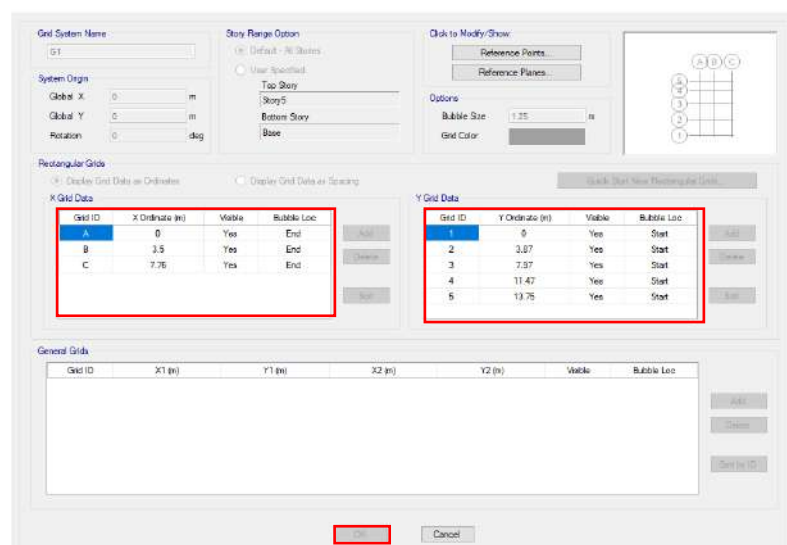 Grid System Name
G1
System Origin
Global X 0 m
Global Y 0 m
Rotation 0 deg
Story Range Option
Default - All Stories
User Specified
Top Story
Story5
Bottom Story
Base
Click to Modify/Show:
Reference Points...
Reference Planes...
Options
Bubble Size 1.25 m
Grid Color
A B C
5
4
3
2
1
Rectangular Grids
Display Grid Data as Ordinates Display Grid Data as Spacing Quick Start New Rectangular Grids...
X Grid Data
Grid ID X Ordinate (m) Visible Bubble Loc
A 0 Yes End
B 3.5 Yes End
C 7.75 Yes End
Add
Delete
Sort
Y Grid Data
Grid ID Y Ordinate (m) Visible Bubble Loc
1 0 Yes Start
2 3.87 Yes Start
3 7.97 Yes Start
4 11.47 Yes Start
5 13.75 Yes Start
Add
Delete
Sort
General Grids
Grid ID X1 (m) Y1 (m) X2 (m) Y2 (m) Visible Bubble Loc
Add
Delete
Sort by ID
OK Cancel